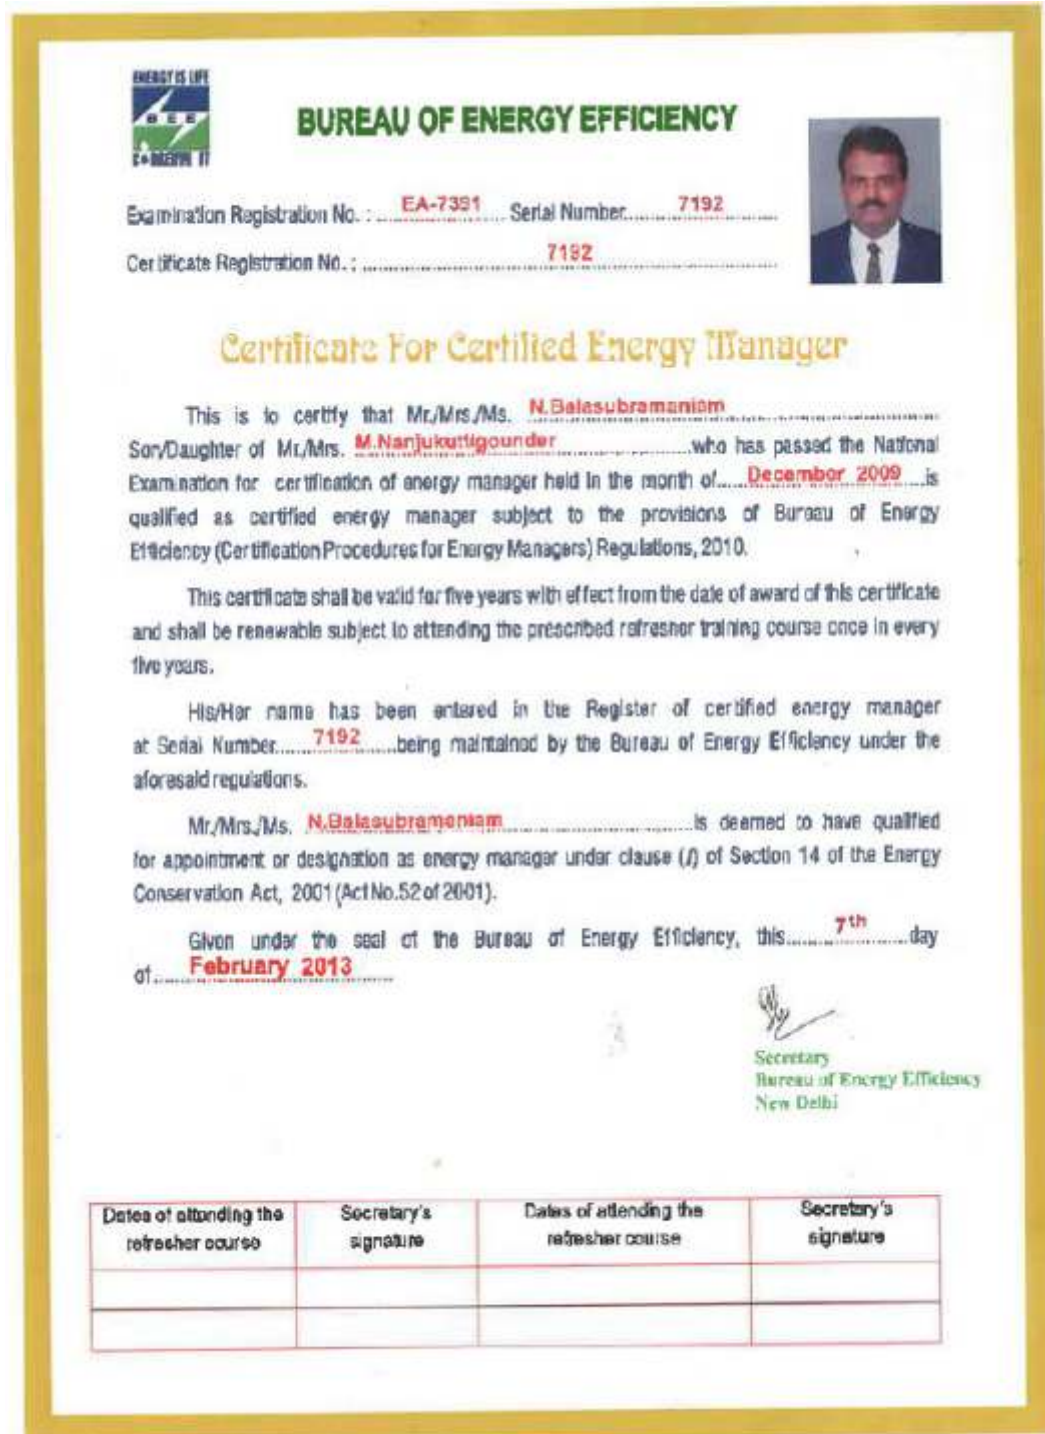 ENERGY IS LIFE
BEE
CONSERVE IT
BUREAU OF ENERGY EFFICIENCY
Examination Registration No. : EA-7391 Serial Number 7192
Certificate Registration No. : 7192
Certificate For Certified Energy Manager
This is to certify that Mr./Mrs./Ms. N.Balasubramaniam
Son/Daughter of Mr./Mrs. M.Nanjukuttigounder who has passed the National
Examination for certification of energy manager held in the month of December 2009 is
qualified as certified energy manager subject to the provisions of Bureau of Energy
Efficiency (Certification Procedures for Energy Managers) Regulations, 2010.
This certificate shall be valid for five years with effect from the date of award of this certificate
and shall be renewable subject to attending the prescribed refresher training course once in every
five years.
His/Her name has been entered in the Register of certified energy manager
at Serial Number 7192 being maintained by the Bureau of Energy Efficiency under the
aforesaid regulations.
Mr./Mrs./Ms. N.Balasubramaniam is deemed to have qualified
for appointment or designation as energy manager under clause (l) of Section 14 of the Energy
Conservation Act, 2001 (Act No.52 of 2001).
Given under the seal of the Bureau of Energy Efficiency, this 7th day
of February 2013
Secretary
Bureau of Energy Efficiency
New Delhi
Dates of attending the refresher course Secretary's signature Dates of attending the refresher course Secretary's signature